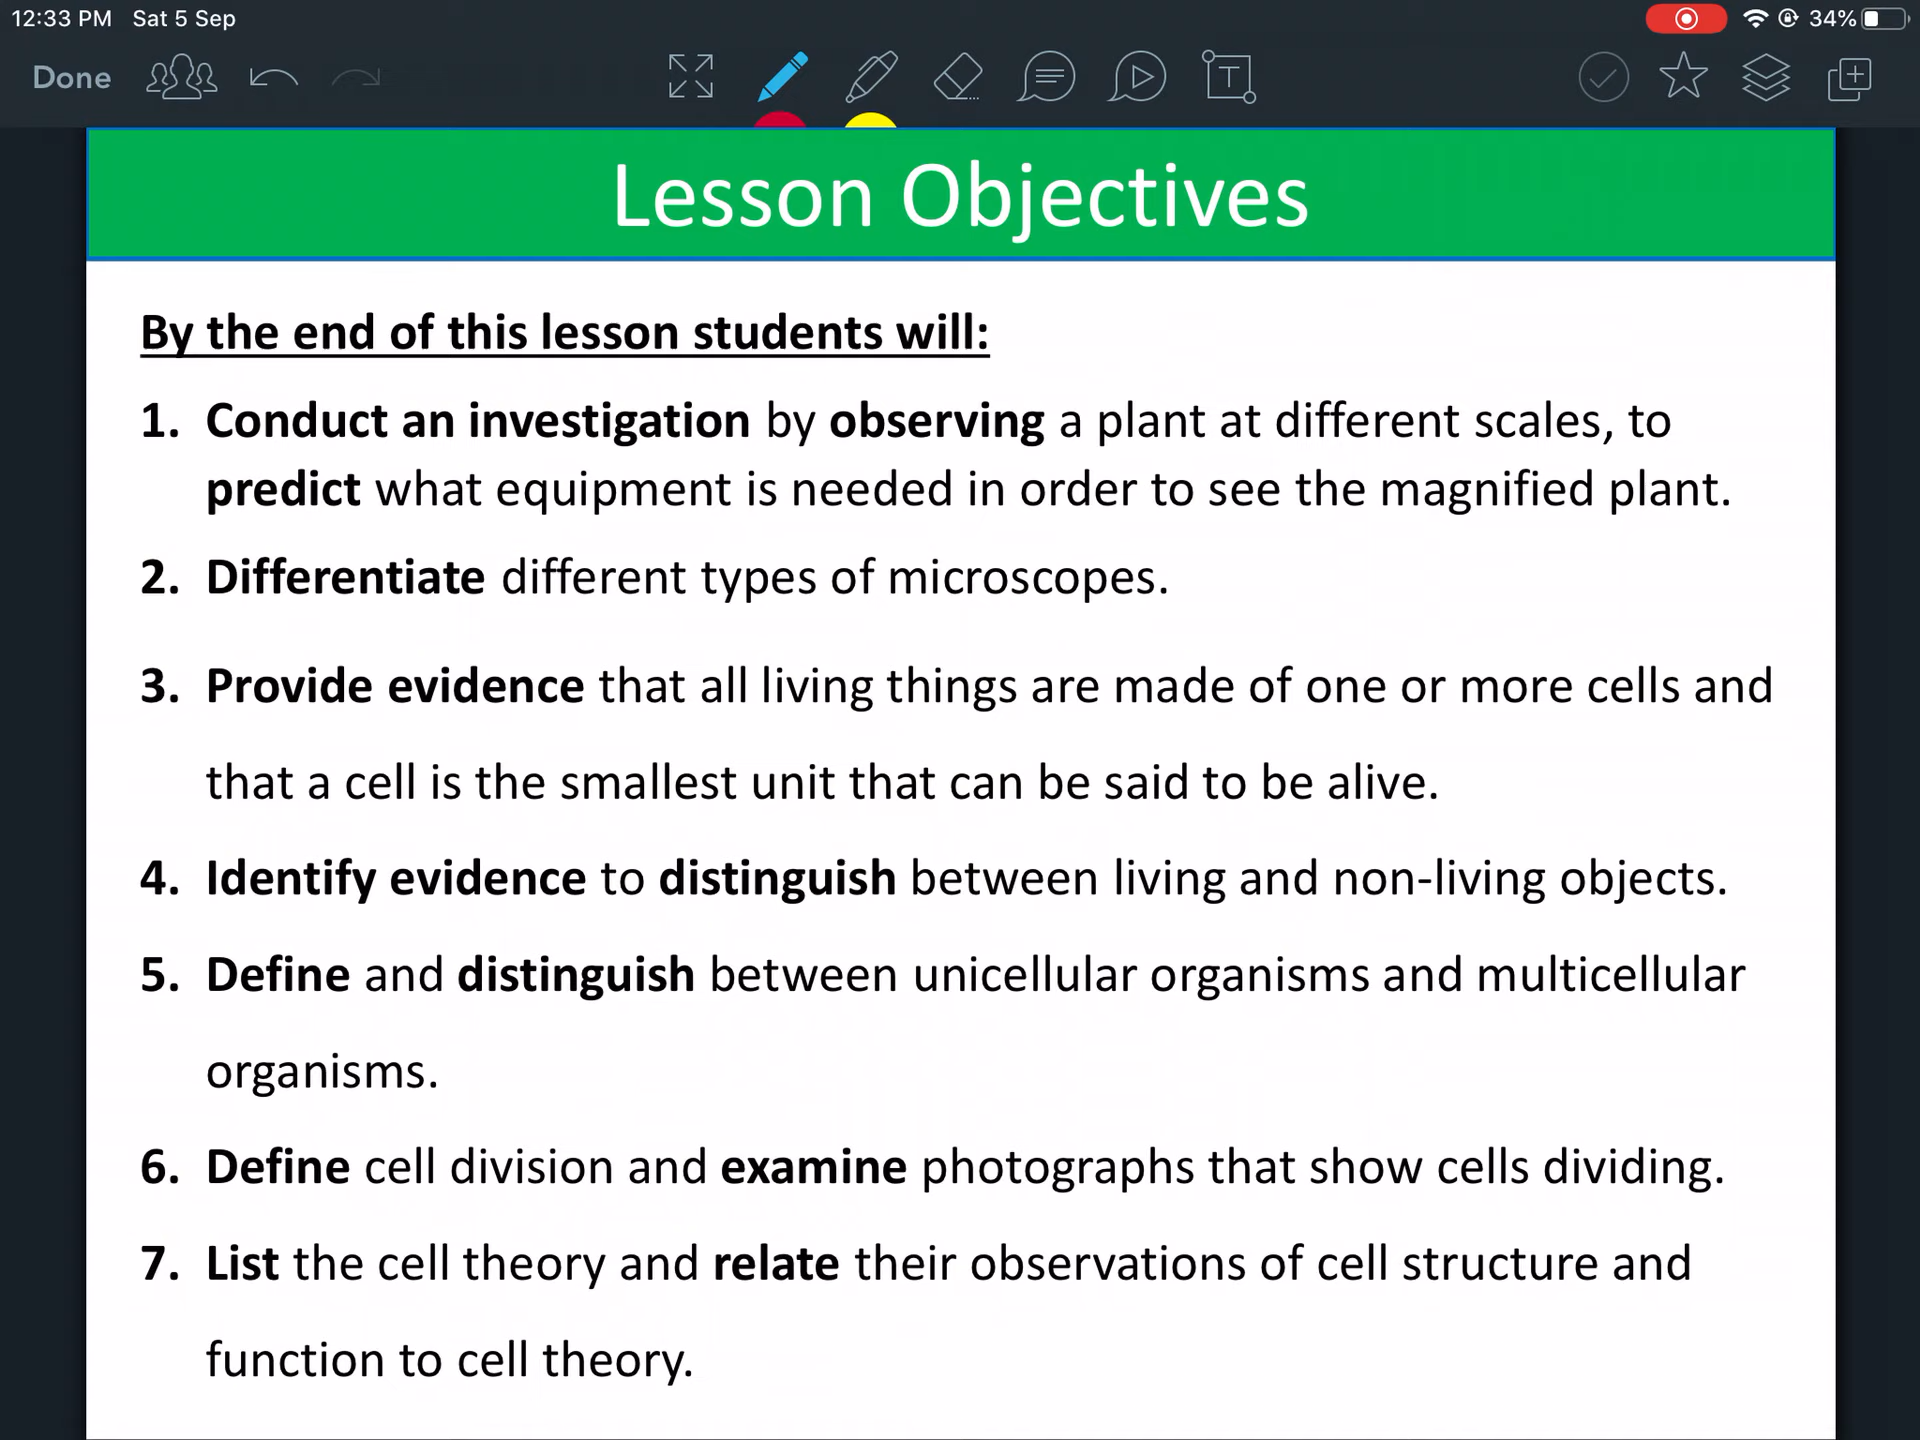 12:33 PM Sat 5 Sep 34%
Done T
Lesson Objectives
By the end of this lesson students will:
1. Conduct an investigation by observing a plant at different scales, to
predict what equipment is needed in order to see the magnified plant.
2. Differentiate different types of microscopes.
3. Provide evidence that all living things are made of one or more cells and
that a cell is the smallest unit that can be said to be alive.
4. Identify evidence to distinguish between living and non-living objects.
5. Define and distinguish between unicellular organisms and multicellular
organisms.
6. Define cell division and examine photographs that show cells dividing.
7. List the cell theory and relate their observations of cell structure and
function to cell theory.